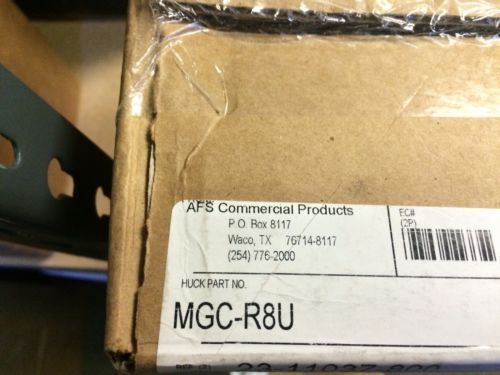 AFS Commercial Products
P.O. Box 8117
Waco, TX 76714-8117
(254) 776-2000
EC#
(2P)
HUCK PART NO.
MGC-R8U